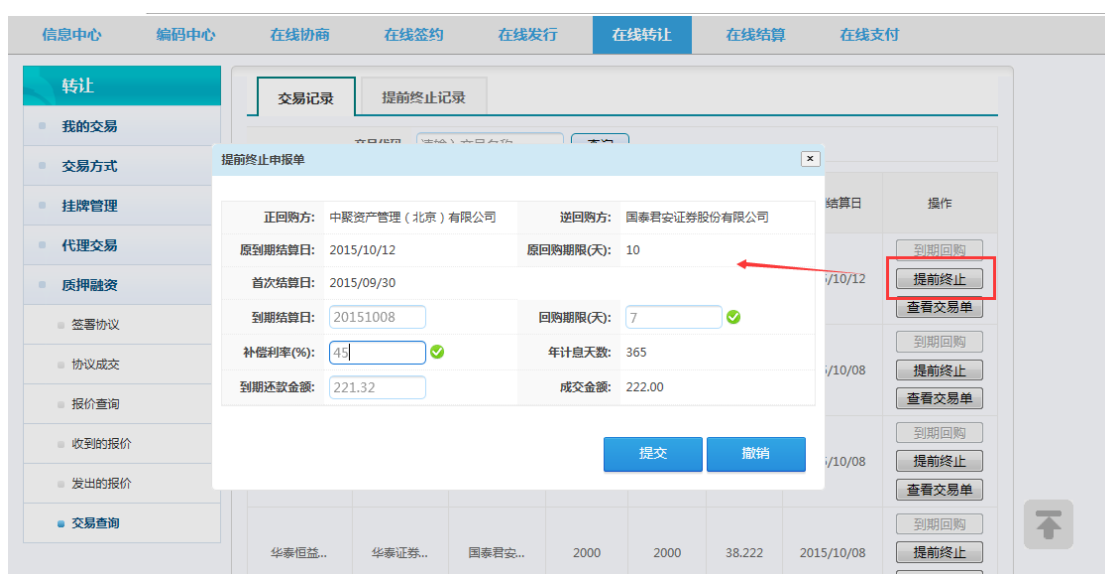 信息中心 编码中心 在线协商 在线签约 在线发行 在线转让 在线结算 在线支付
转让
交易记录 提前终止记录
我的交易
交易方式
提前终止申报单
挂牌管理
结算日 操作
正回购方: 中聚资产管理（北京）有限公司 逆回购方: 国泰君安证券股份有限公司
代理交易
原到期结算日: 2015/10/12 原回购期限(天): 10
到期回购
质押融资
首次结算日: 2015/09/30
/10/12 提前终止
查看交易单
签署协议
到期结算日: 20151008 回购期限(天): 7
到期回购
补偿利率(%): 45 年计息天数: 365
协议成交
/10/08 提前终止
到期还款金额: 221.32 成交金额: 222.00
查看交易单
报价查询
到期回购
收到的报价
提交 撤销
/10/08 提前终止
发出的报价
查看交易单
交易查询
到期回购
华泰恒益... 华泰证券... 国泰君安... 2000 2000 38.222 2015/10/08 提前终止